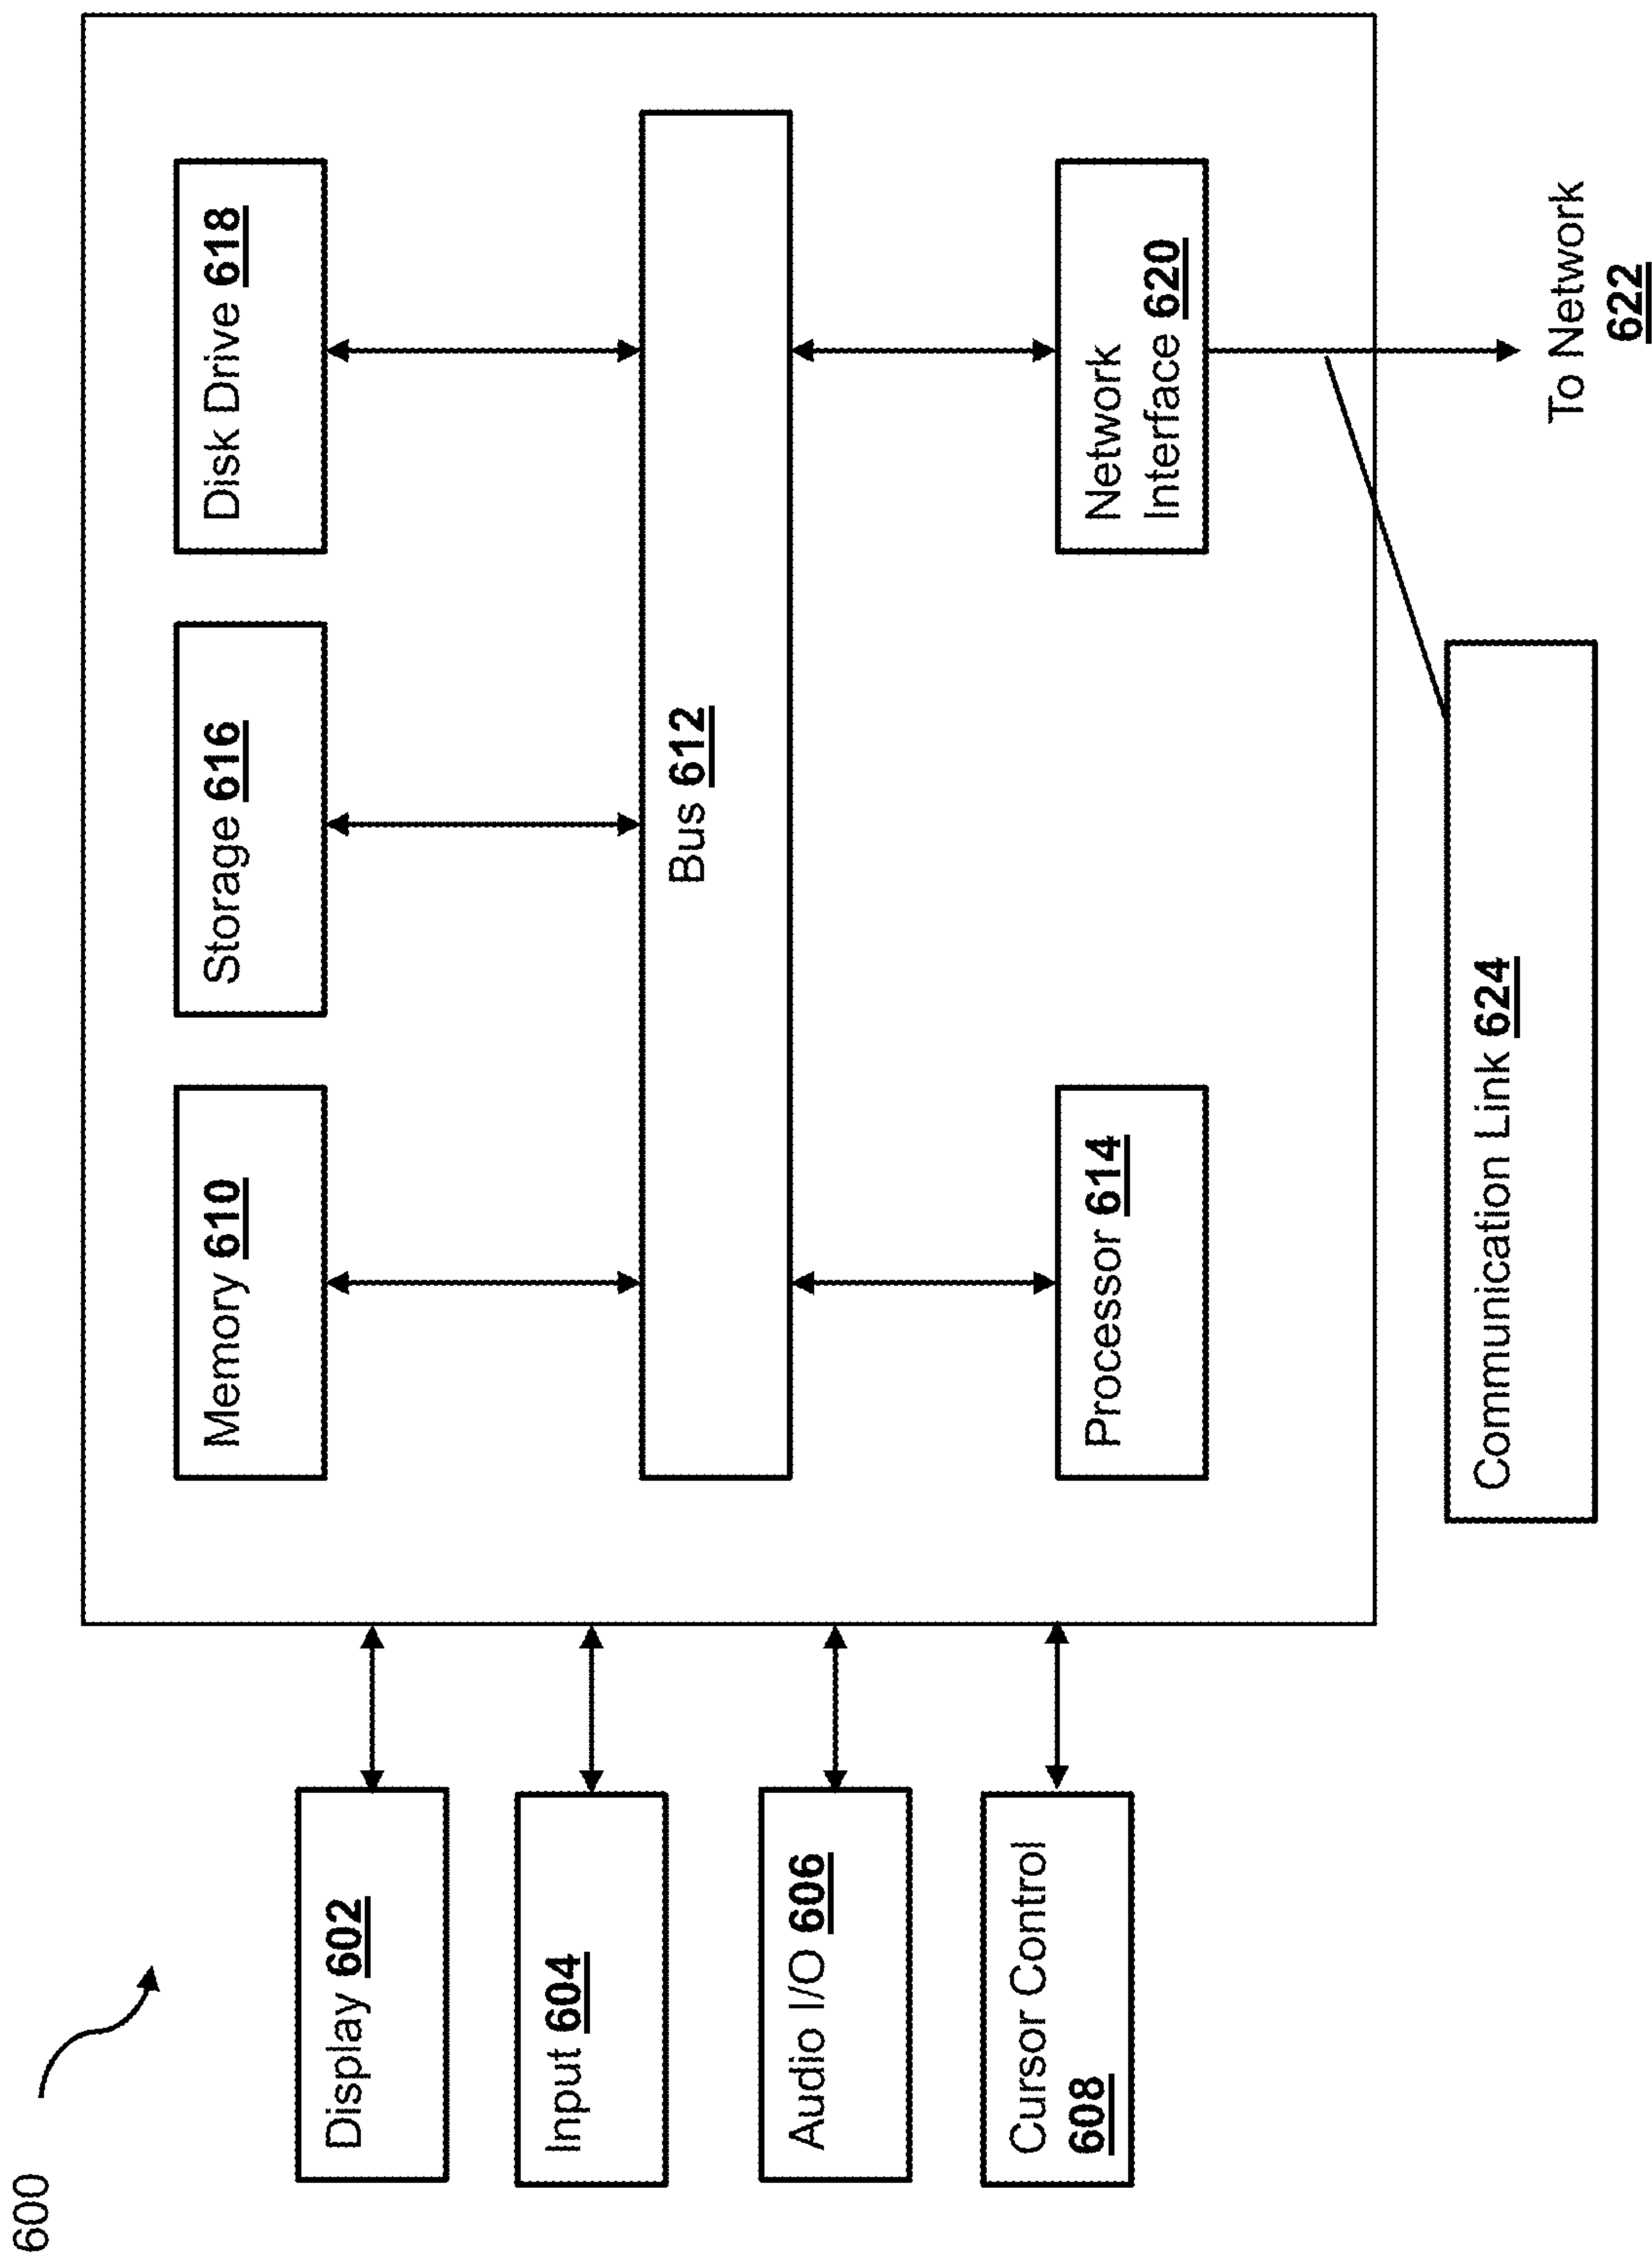 600
Display 602
Input 604
Audio I/O 606
Cursor Control
608
Memory 610
Storage 616
Disk Drive 618
Bus 612
Processor 614
Network
Interface 620
Communication Link 624
To Network
622